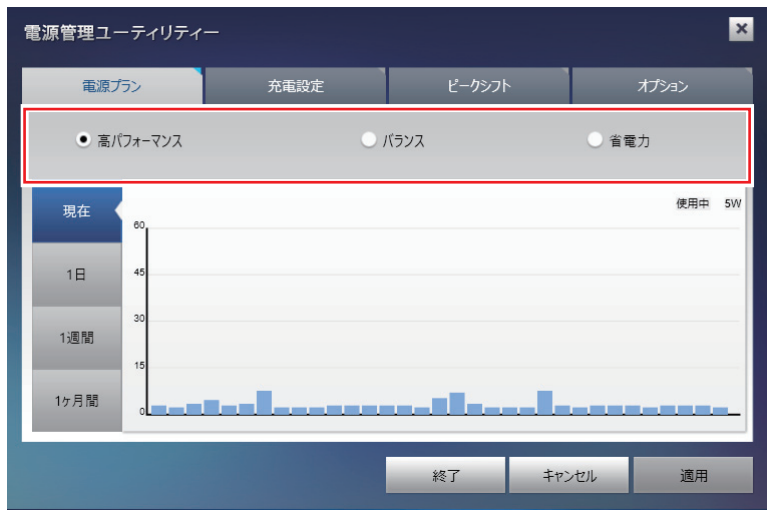 電源管理ユーティリティー
電源プラン 充電設定 ピークシフト オプション
高パフォーマンス バランス 省電力
現在
使用中 5W
60
1日
45
30
1週間
15
1ヶ月間
0
終了 キャンセル 適用